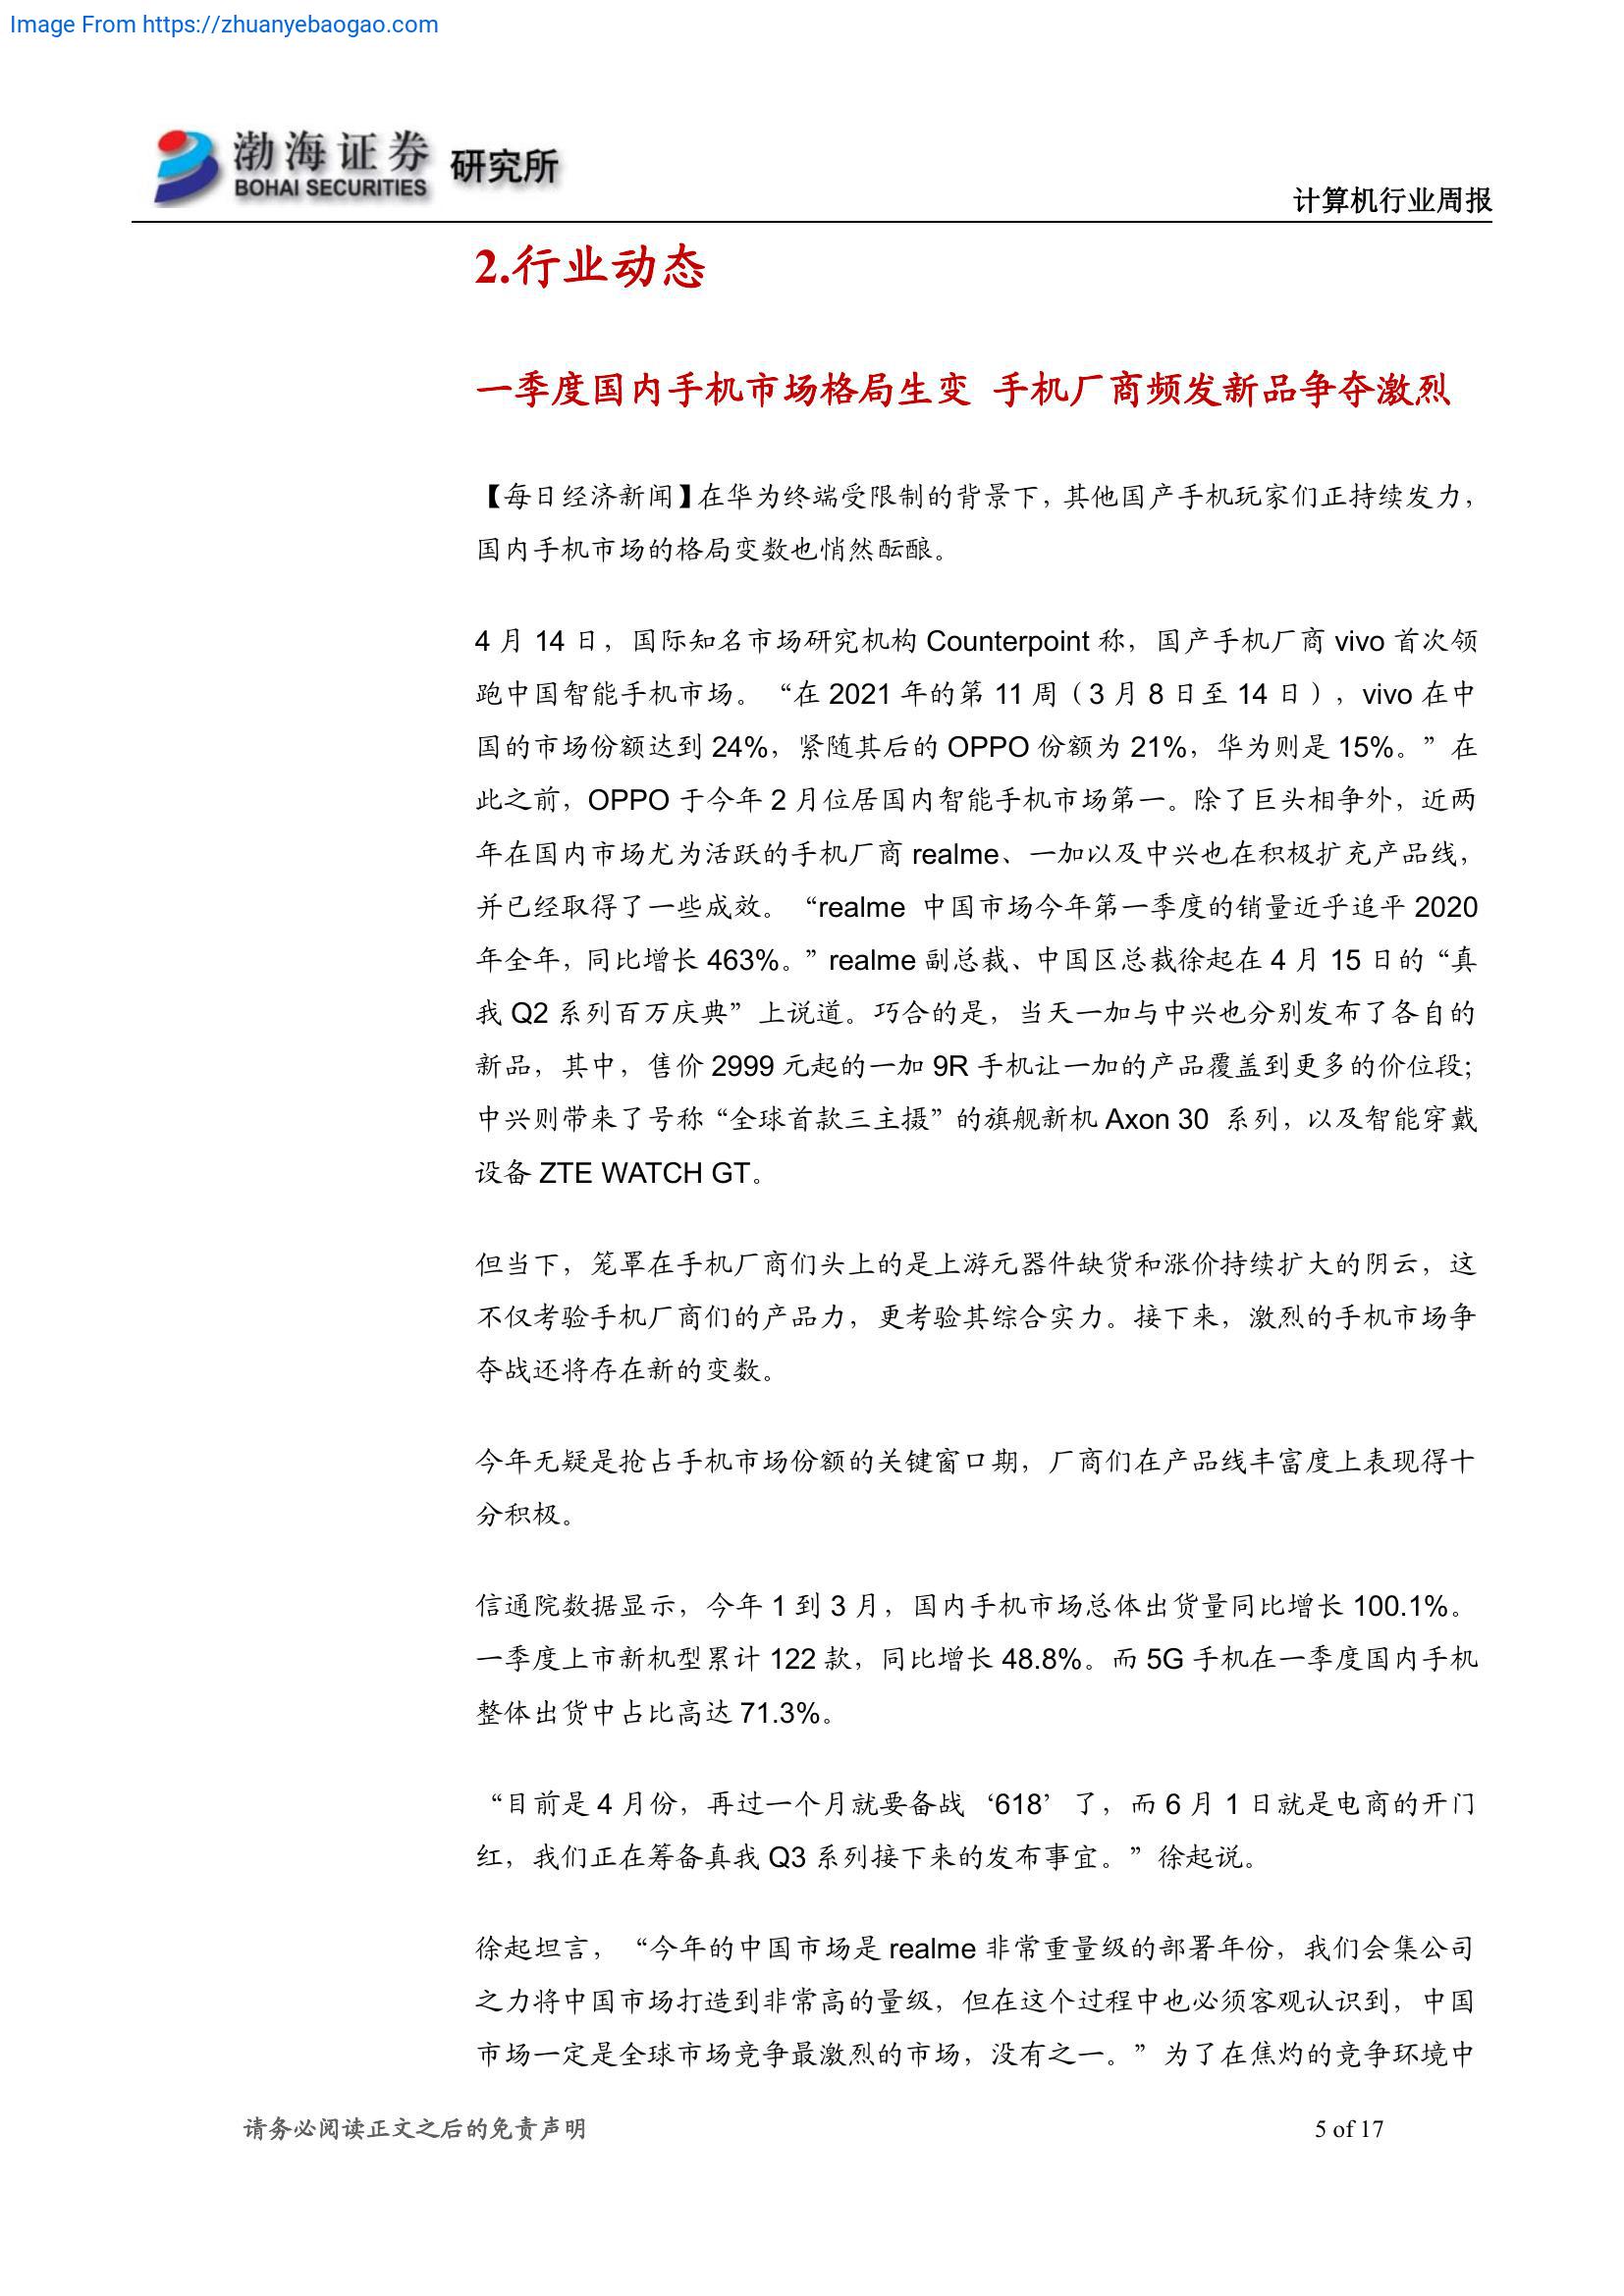 Image From https://zhuanyebaogao.com
渤海证券 研究所
BOHAI SECURITIES
计算机行业周报
2.行业动态
一季度国内手机市场格局生变 手机厂商频发新品争夺激烈
【每日经济新闻】在华为终端受限制的背景下，其他国产手机玩家们正持续发力，
国内手机市场的格局变数也悄然酝酿。
4 月 14 日，国际知名市场研究机构 Counterpoint 称，国产手机厂商 vivo 首次领
跑中国智能手机市场。“在 2021 年的第 11 周（3 月 8 日至 14 日），vivo 在中
国的市场份额达到 24%，紧随其后的 OPPO 份额为 21%，华为则是 15%。”在
此之前，OPPO 于今年 2 月位居国内智能手机市场第一。除了巨头相争外，近两
年在国内市场尤为活跃的手机厂商 realme、一加以及中兴也在积极扩充产品线，
并已经取得了一些成效。“realme 中国市场今年第一季度的销量近乎追平 2020
年全年，同比增长 463%。”realme 副总裁、中国区总裁徐起在 4 月 15 日的“真
我 Q2 系列百万庆典”上说道。巧合的是，当天一加与中兴也分别发布了各自的
新品，其中，售价 2999 元起的一加 9R 手机让一加的产品覆盖到更多的价位段；
中兴则带来了号称“全球首款三主摄”的旗舰新机 Axon 30 系列，以及智能穿戴
设备 ZTE WATCH GT。
但当下，笼罩在手机厂商们头上的是上游元器件缺货和涨价持续扩大的阴云，这
不仅考验手机厂商们的产品力，更考验其综合实力。接下来，激烈的手机市场争
夺战还将存在新的变数。
今年无疑是抢占手机市场份额的关键窗口期，厂商们在产品线丰富度上表现得十
分积极。
信通院数据显示，今年 1 到 3 月，国内手机市场总体出货量同比增长 100.1%。
一季度上市新机型累计 122 款，同比增长 48.8%。而 5G 手机在一季度国内手机
整体出货中占比高达 71.3%。
“目前是 4 月份，再过一个月就要备战‘618’了，而 6 月 1 日就是电商的开门
红，我们正在筹备真我 Q3 系列接下来的发布事宜。”徐起说。
徐起坦言，“今年的中国市场是 realme 非常重量级的部署年份，我们会集公司
之力将中国市场打造到非常高的量级，但在这个过程中也必须客观认识到，中国
市场一定是全球市场竞争最激烈的市场，没有之一。”为了在焦灼的竞争环境中
请务必阅读正文之后的免责声明
5 of 17